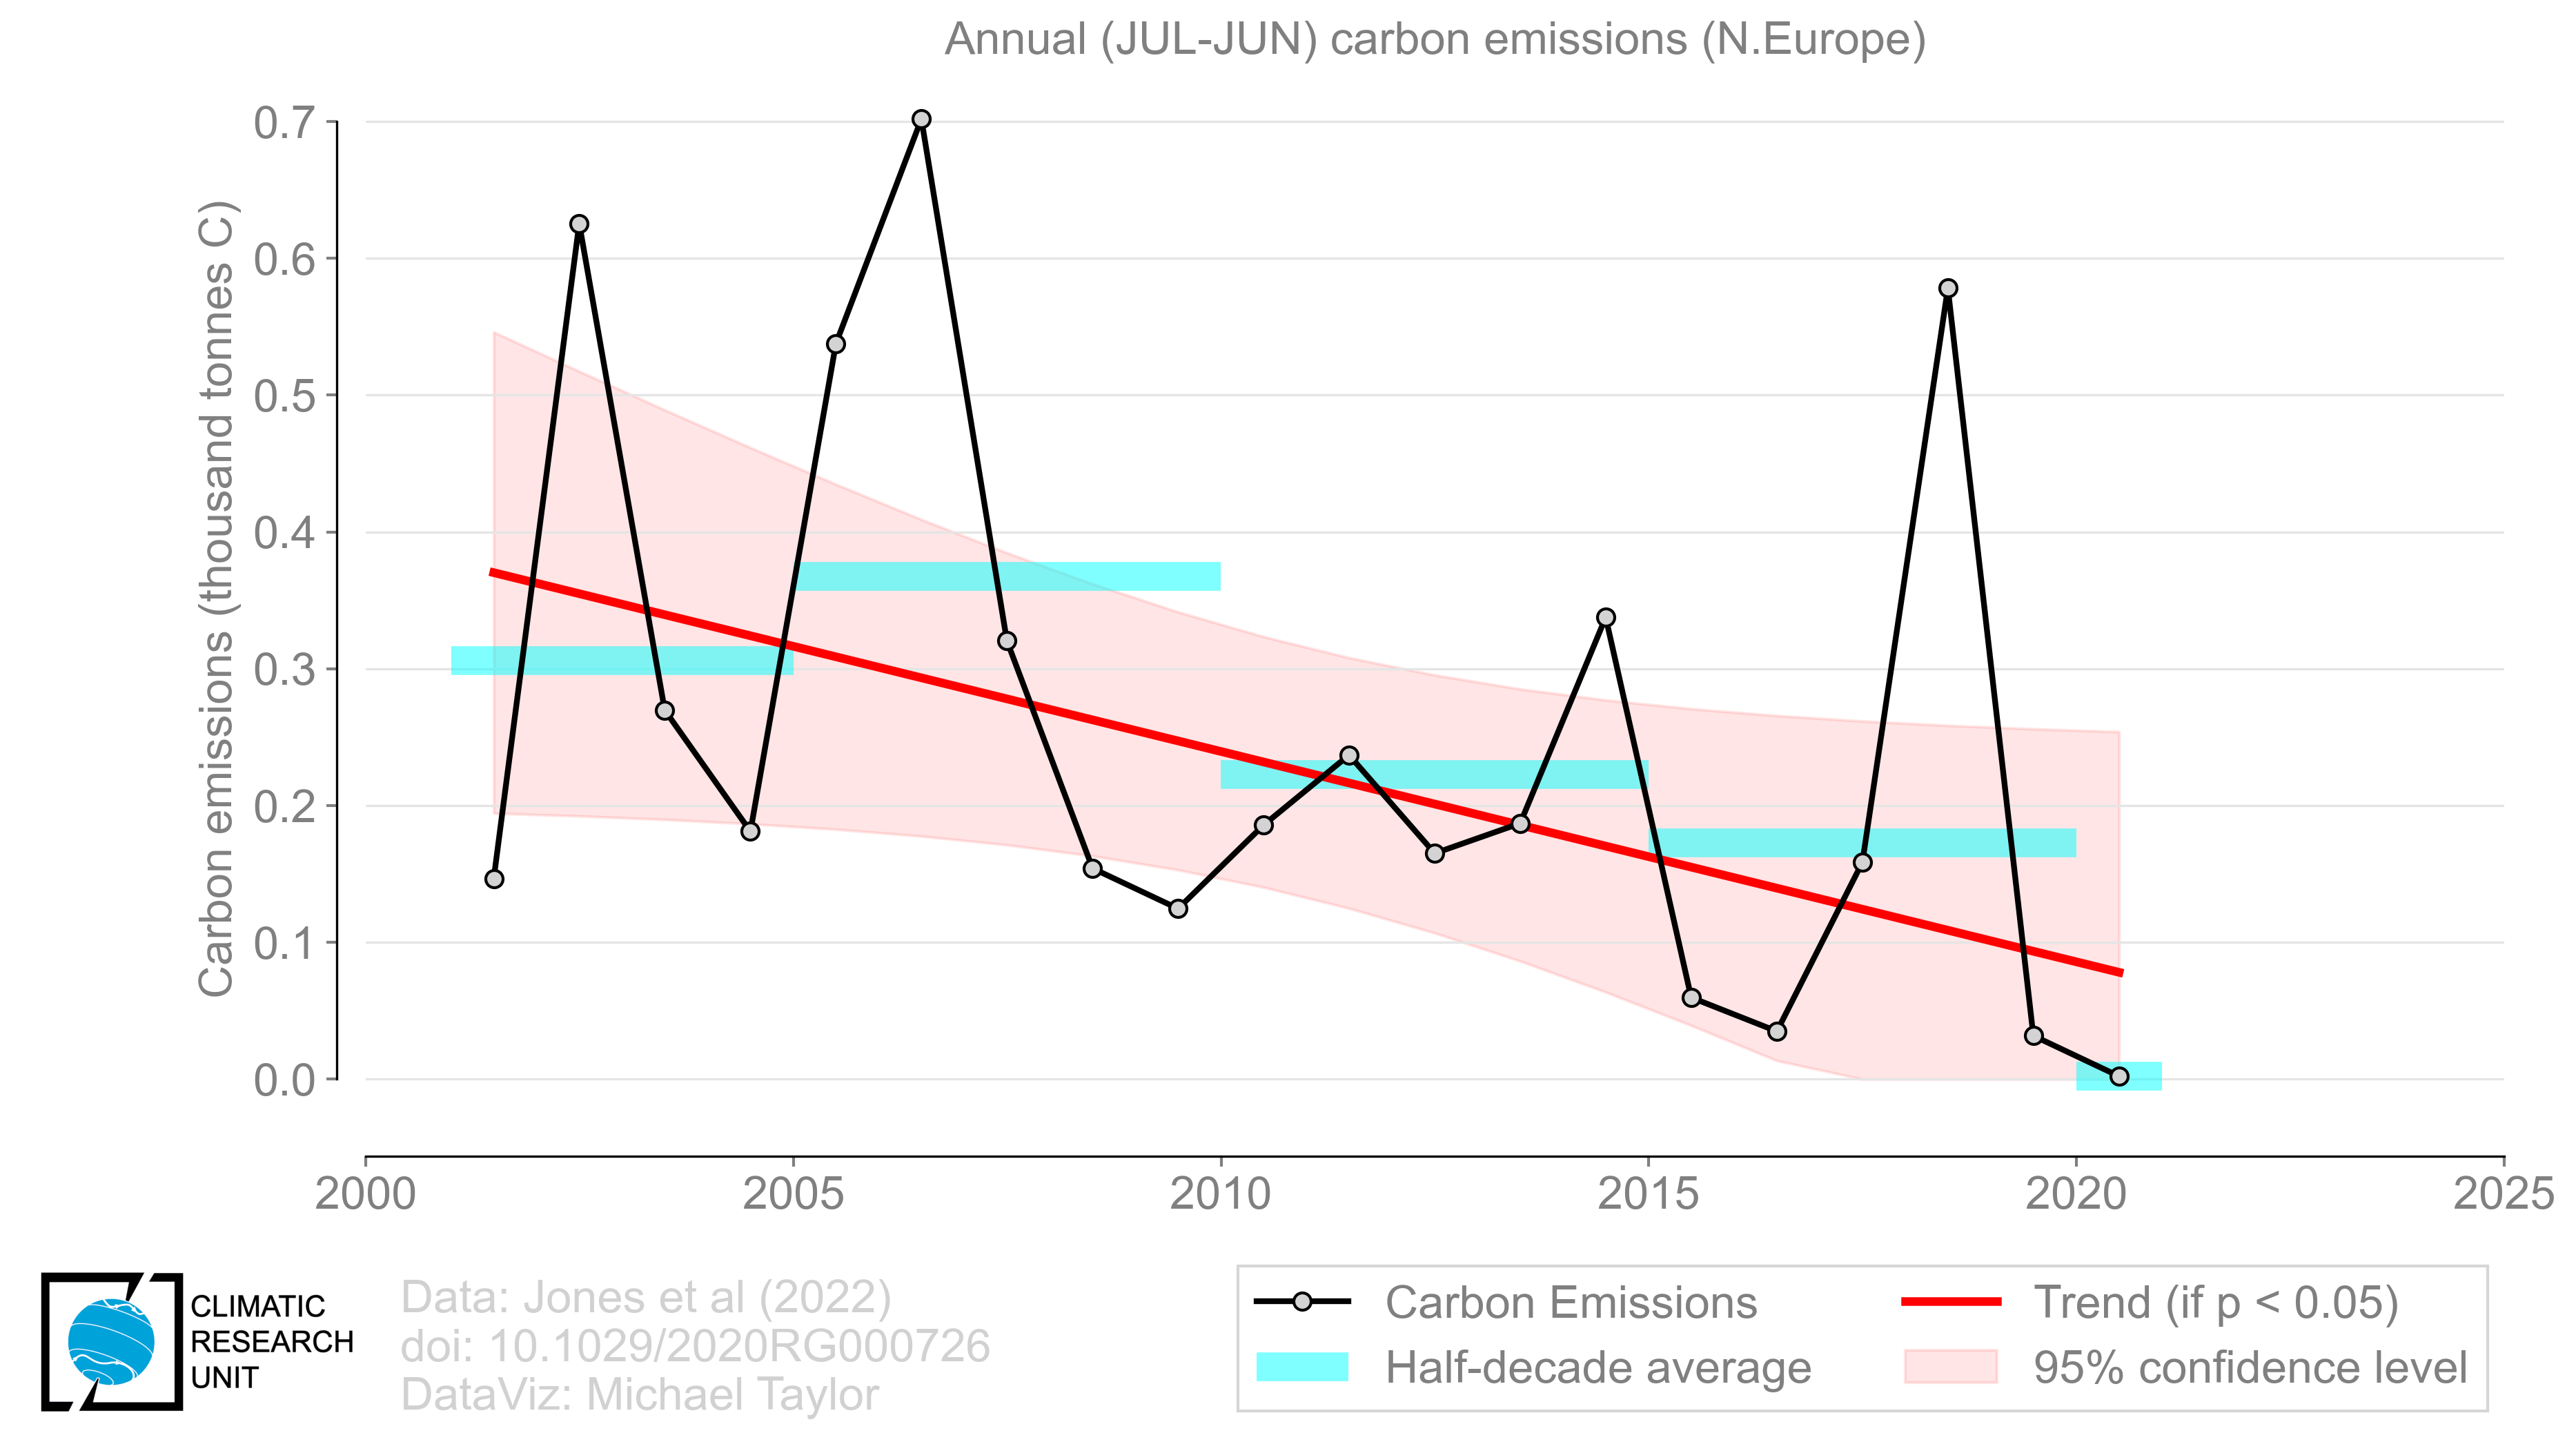 Annual (JUL-JUN) carbon emissions (N.Europe)
Carbon emissions (thousand tonnes C)
0.7
0.6
0.5
0.4
0.3
0.2
0.1
0.0
2000 2005 2010 2015 2020 2025
CLIMATIC
RESEARCH
UNIT
Data: Jones et al (2022)
doi: 10.1029/2020RG000726
DataViz: Michael Taylor
Carbon Emissions
Half-decade average
Trend (if p < 0.05)
95% confidence level